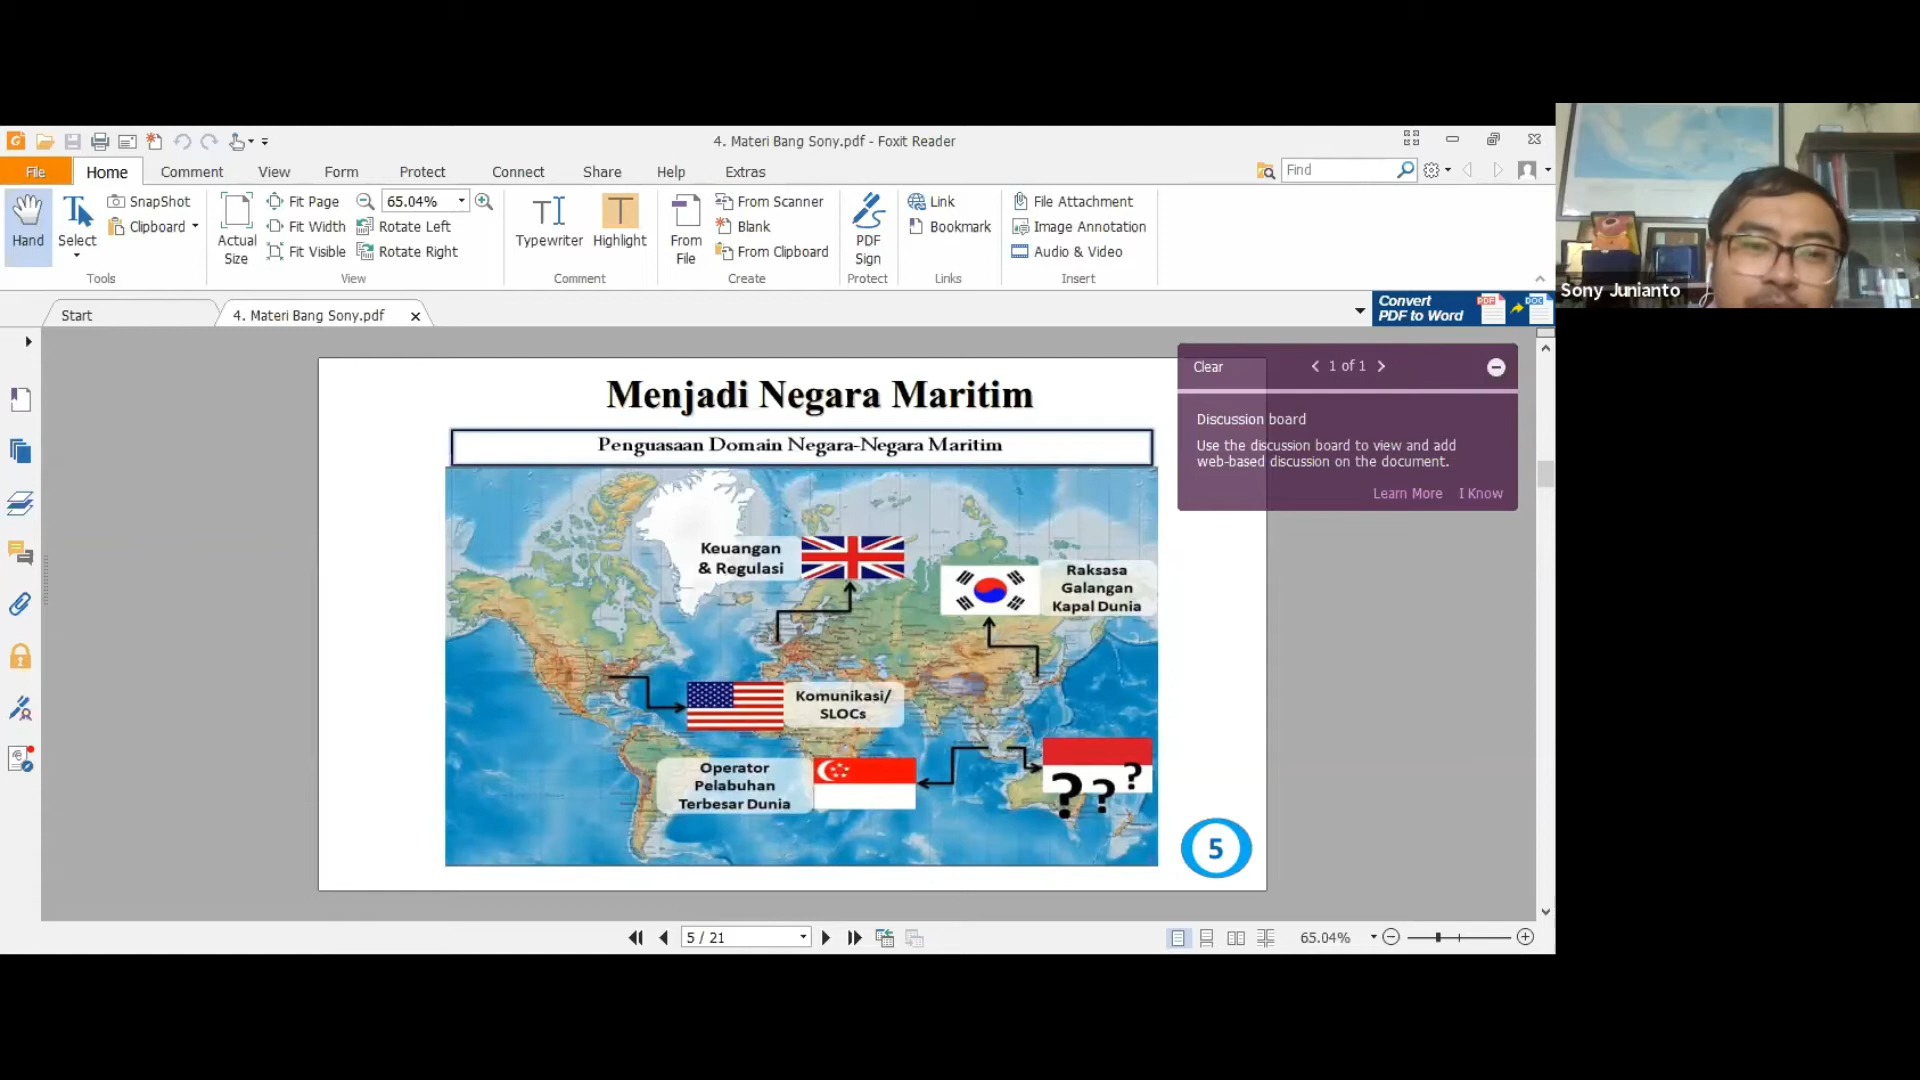 4. Materi Bang Sony.pdf - Foxit Reader
File
Home
Comment
View
Form
Protect
Connect
Share
Help
Extras
Find
Hand
Select
SnapShot
Clipboard
Tools
Actual
Size
Fit Page
Fit Width
Fit Visible
65.04%
Rotate Left
Rotate Right
View
Typewriter
Highlight
Comment
From
File
From Scanner
Blank
From Clipboard
Create
PDF
Sign
Protect
Link
Bookmark
Links
File Attachment
Image Annotation
Audio & Video
Insert
Sony Junianto
Start
4. Materi Bang Sony.pdf
Convert
PDF to Word
PDF
DOC
Menjadi Negara Maritim
Penguasaan Domain Negara-Negara Maritim
Keuangan
& Regulasi
Raksasa
Galangan
Kapal Dunia
Komunikasi/
SLOCs
Operator
Pelabuhan
Terbesar Dunia
? ? ?
5
Clear
1 of 1
Discussion board
Use the discussion board to view and add
web-based discussion on the document.
Learn More
I Know
5 / 21
65.04%